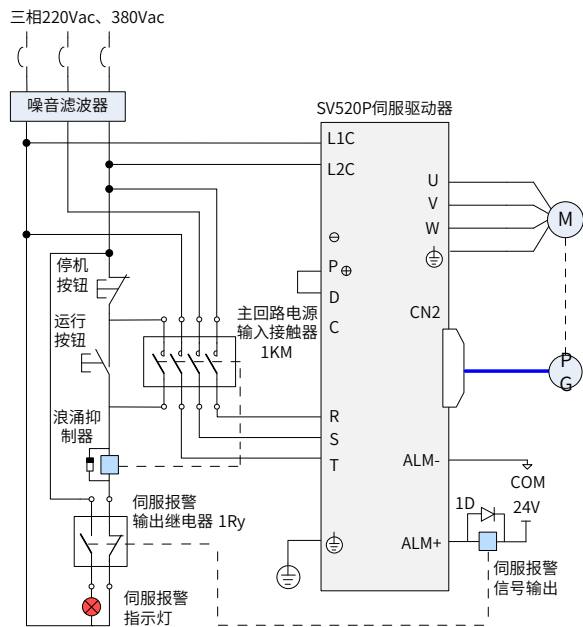 三相220Vac、380Vac
噪音滤波器
SV520P伺服驱动器
L1C
L2C
U
V
W
M
⊖
P⊕
D
C
CN2
停机
按钮
运行
按钮
主回路电源
输入接触器
1KM
P
G
浪涌抑
制器
R
S
T
ALM-
COM
伺服报警
输出继电器 1Ry
1D
24V
ALM+
伺服报警
信号输出
伺服报警
指示灯